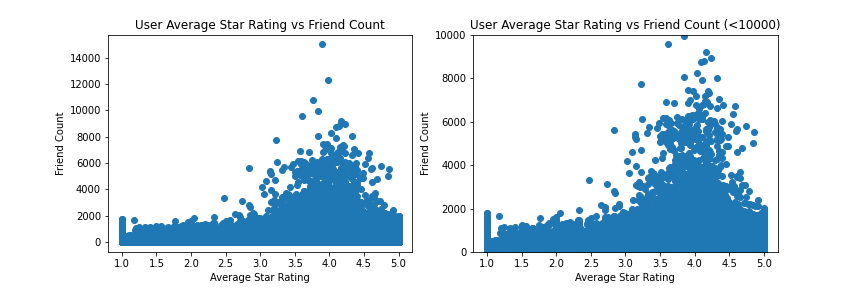 User Average Star Rating vs Friend Count
14000
12000
10000
8000
6000
4000
2000
0
Friend Count
1.0 1.5 2.0 2.5 3.0 3.5 4.0 4.5 5.0
Average Star Rating
User Average Star Rating vs Friend Count (<10000)
10000
8000
6000
4000
2000
0
Friend Count
1.0 1.5 2.0 2.5 3.0 3.5 4.0 4.5 5.0
Average Star Rating